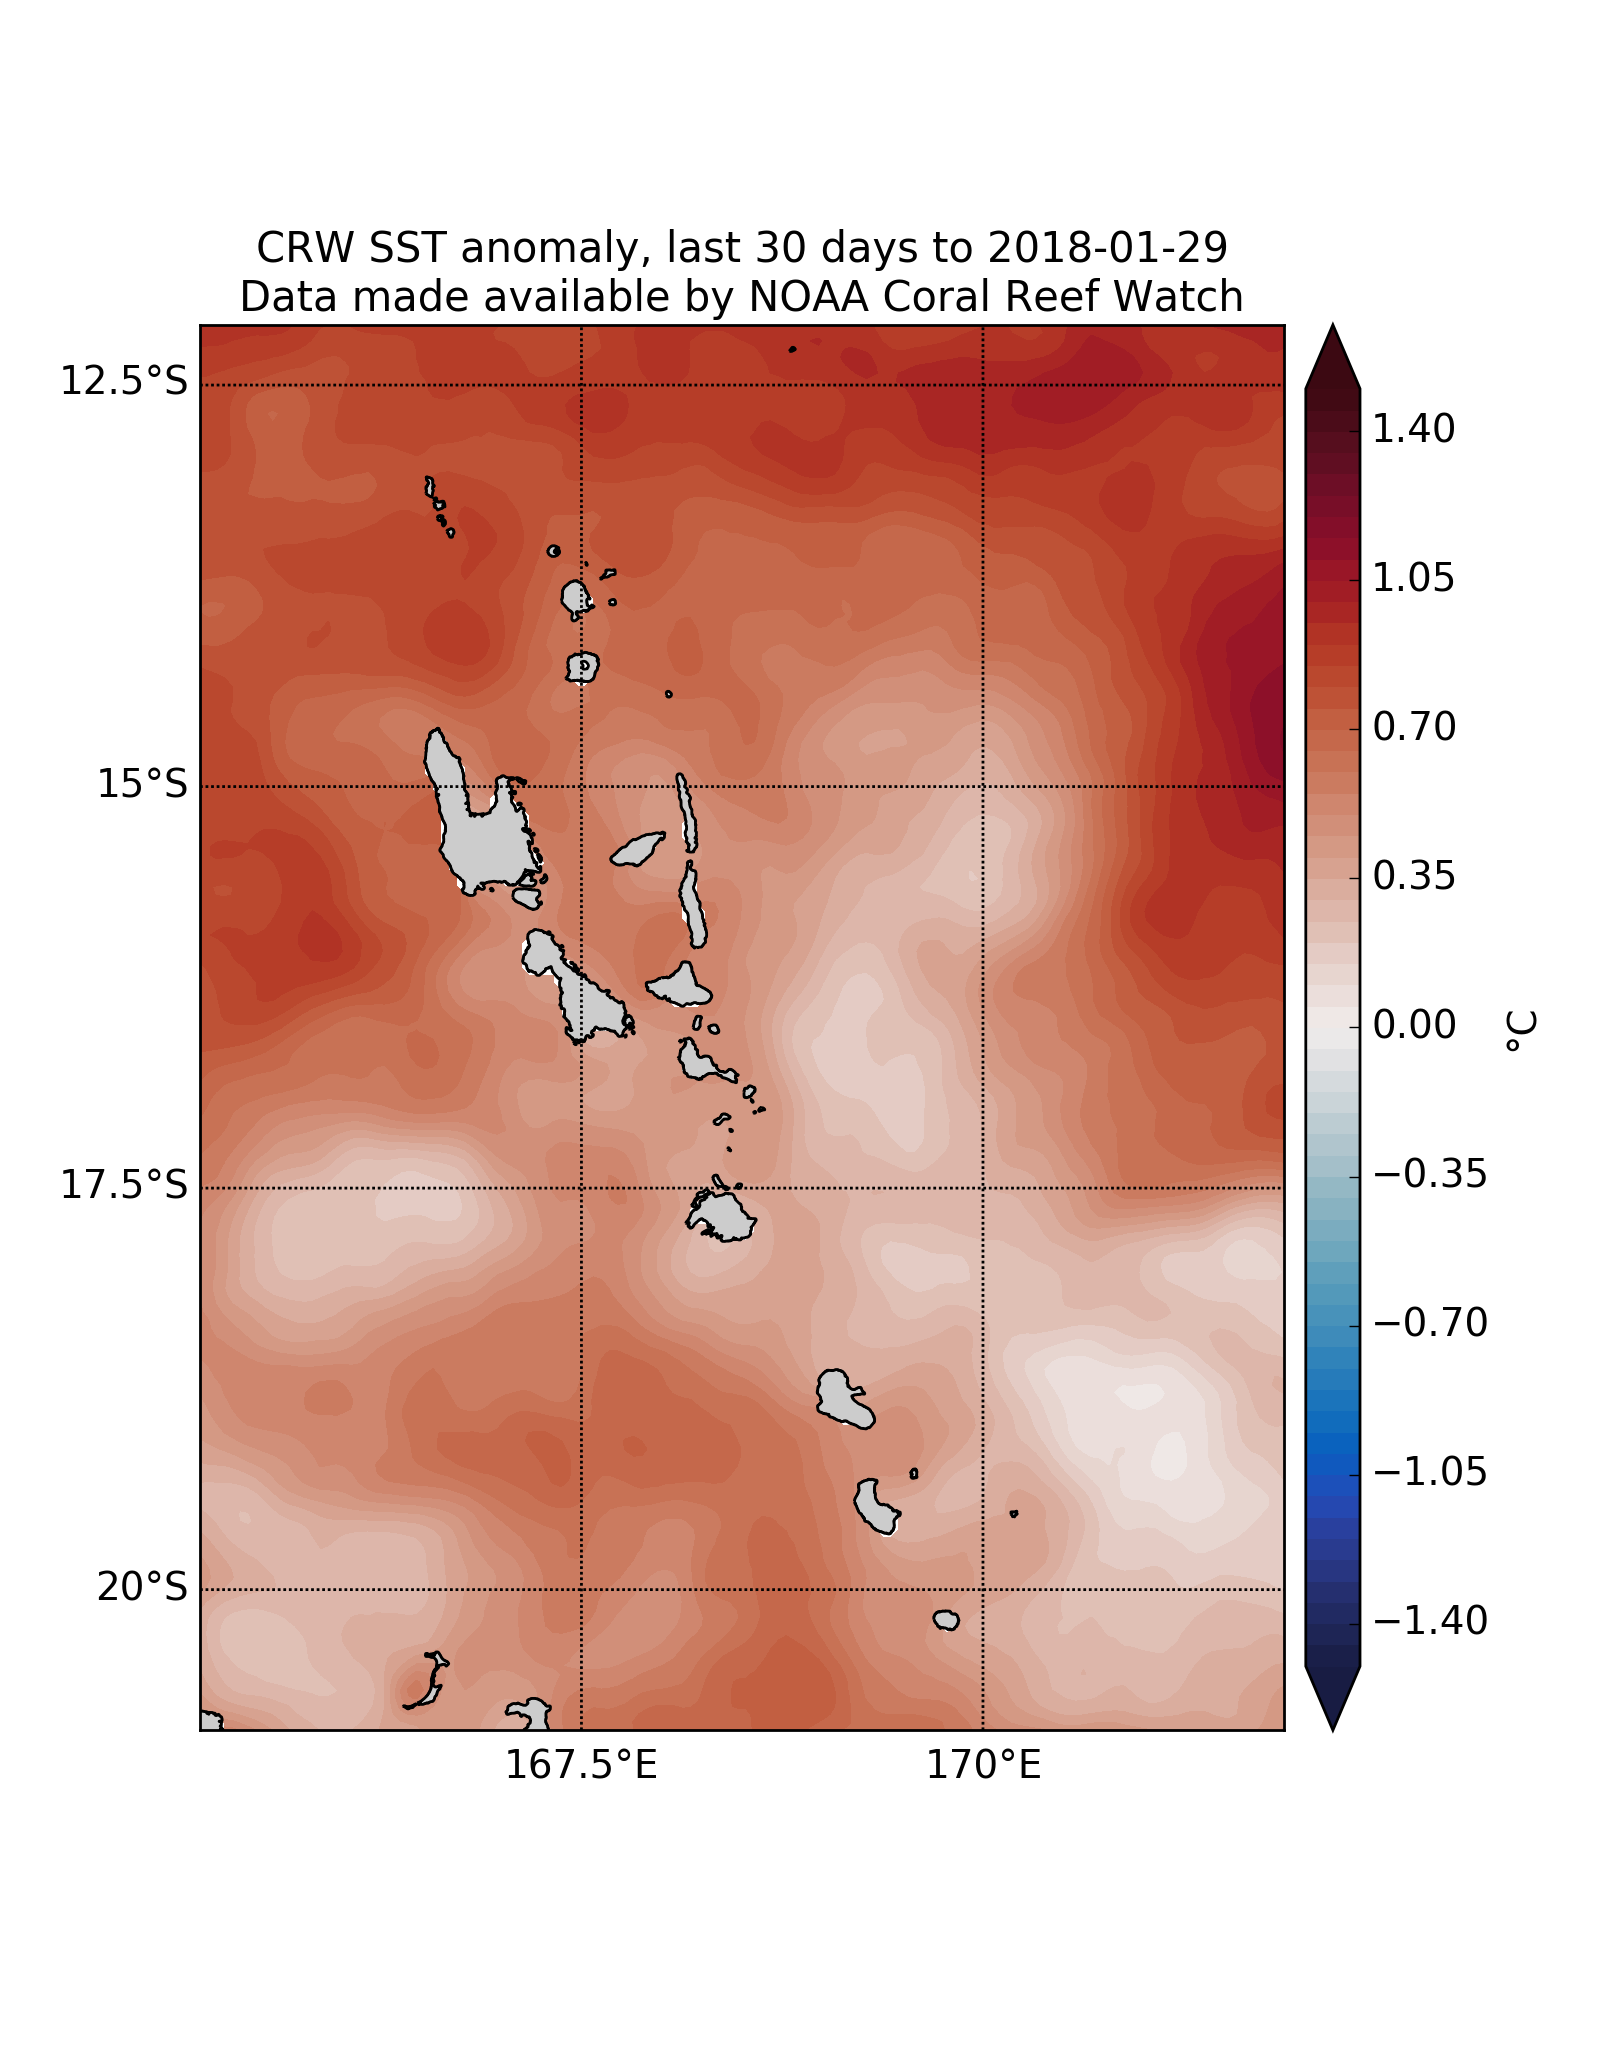 CRW SST anomaly, last 30 days to 2018-01-29
Data made available by NOAA Coral Reef Watch
12.5°S
15°S
17.5°S
20°S
167.5°E
170°E
1.40
1.05
0.70
0.35
0.00
−0.35
−0.70
−1.05
−1.40
°C